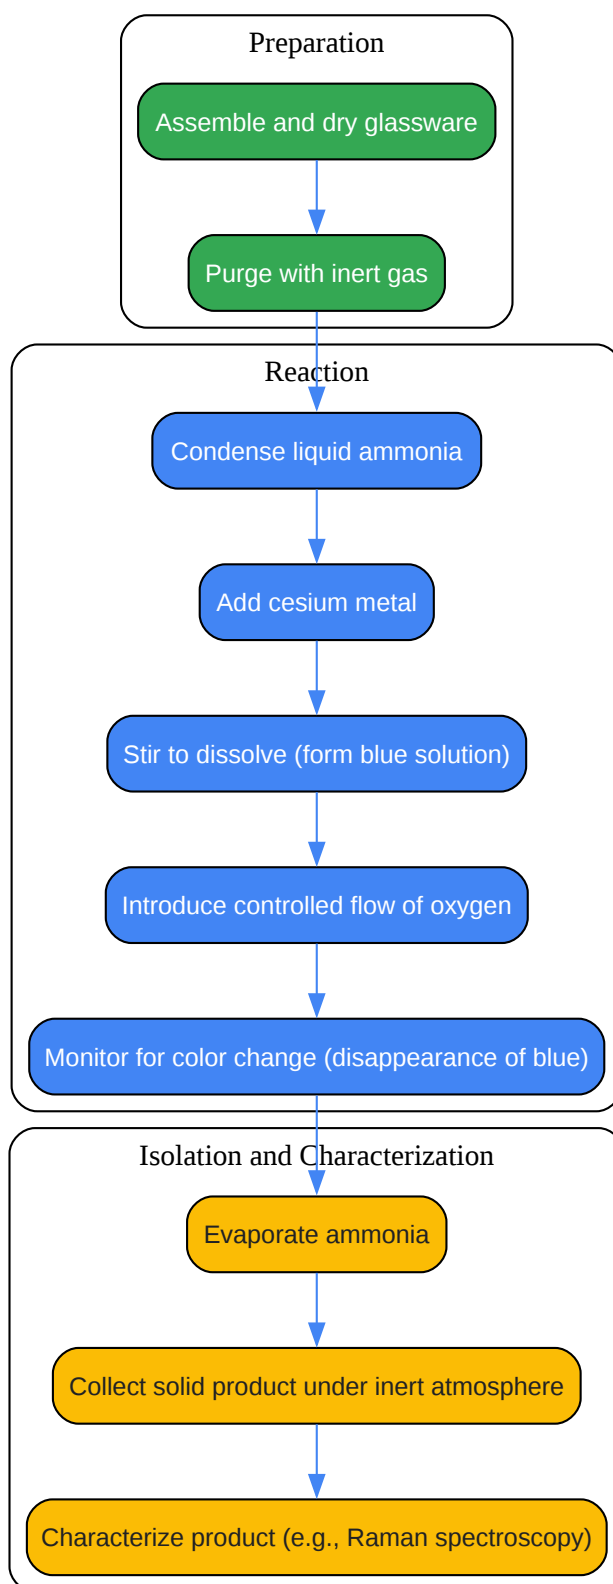 Preparation
Assemble and dry glassware
Purge with inert gas
Reaction
Condense liquid ammonia
Add cesium metal
Stir to dissolve (form blue solution)
Introduce controlled flow of oxygen
Monitor for color change (disappearance of blue)
Isolation and Characterization
Evaporate ammonia
Collect solid product under inert atmosphere
Characterize product (e.g., Raman spectroscopy)